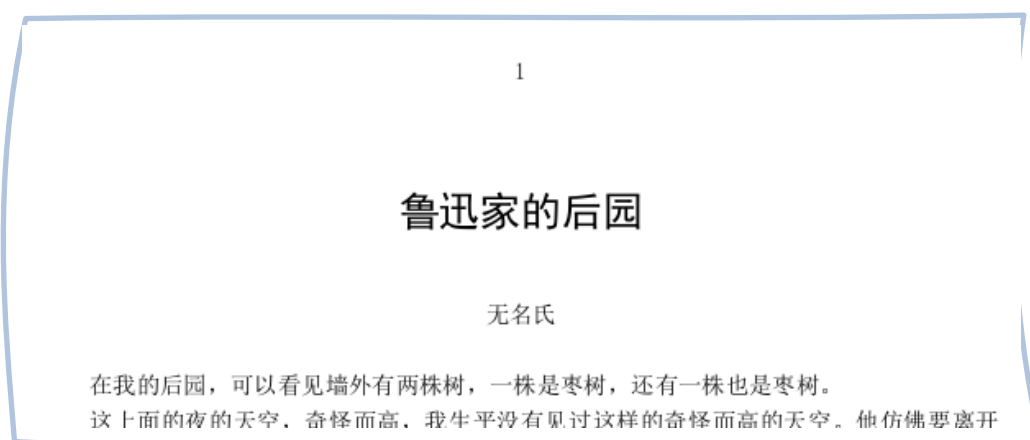 1
鲁迅家的后园
无名氏
在我的后园，可以看见墙外有两株树，一株是枣树，还有一株也是枣树。
这上面的夜的天空，奇怪而高，我生平没有见过这样的奇怪而高的天空。他仿佛要离开